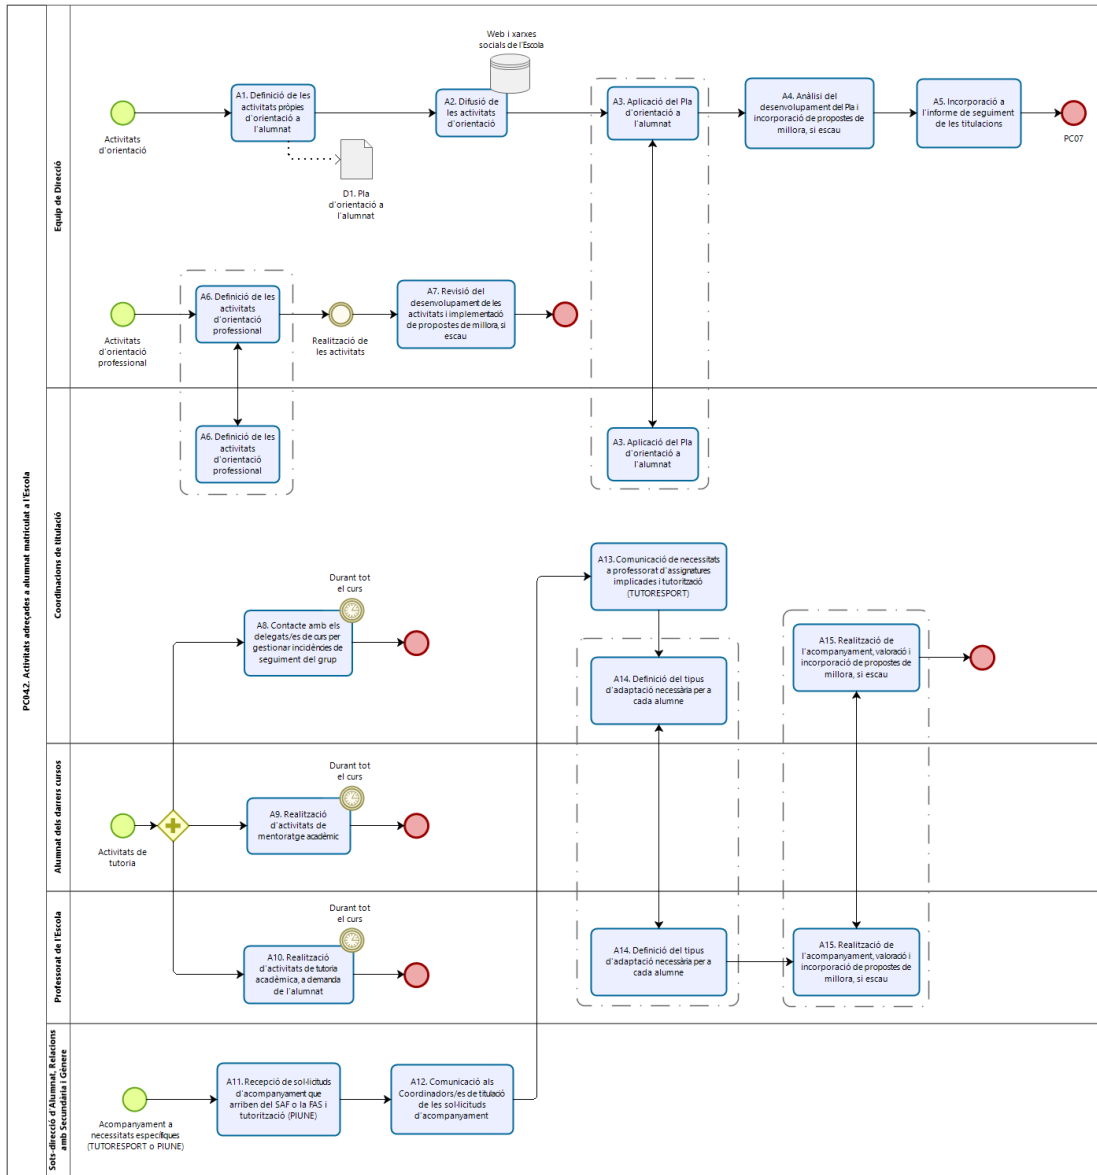 PC042. Activitats adreçades a alumnat matriculat a l'Escola
Equip de Direcció
Activitats
d'orientació
A1. Definició de les
activitats pròpies
d'orientació a
l'alumnat
D1. Pla
d'orientació a
l'alumnat
Web i xarxes
socials de l'Escola
A2. Difusió de
les activitats
d'orientació
A3. Aplicació del Pla
d'orientació a
l'alumnat
A4. Anàlisi del
desenvolupament del Pla i
incorporació de propostes de
millora, si escau
A5. Incorporació a
l'informe de seguiment
de les titulacions
PC07
Activitats
d'orientació
professional
A6. Definició de les
activitats
d'orientació
professional
Realització de
les activitats
A7. Revisió del
desenvolupament de les
activitats i implementació
de propostes de millora, si
escau
Coordinacions de titulació
A6. Definició de les
activitats
d'orientació
professional
A3. Aplicació del Pla
d'orientació a
l'alumnat
A13. Comunicació de necessitats
a professorat d'assignatures
implicades i tutorització
(TUTORESPORT)
Durant tot
el curs
A8. Contacte amb els
delegats/es de curs per
gestionar incidències de
seguiment del grup
A14. Definició del tipus
d'adaptació necessària per a
cada alumne
A15. Realització de
l'acompanyament, valoració i
incorporació de propostes de
millora, si escau
Alumnat dels darrers cursos
Activitats de
tutoria
Durant tot
el curs
A9. Realització
d'activitats de
mentoratge acadèmic
Professorat de l'Escola
Durant tot
el curs
A10. Realització
d'activitats de tutoria
acadèmica, a demanda
de l'alumnat
A14. Definició del tipus
d'adaptació necessària per a
cada alumne
A15. Realització de
l'acompanyament, valoració i
incorporació de propostes de
millora, si escau
Sots-direcció d'Alumnat, Relacions
amb Secundària i Gènere
Acompanyament a
necessitats específiques
(TUTORESPORT o PIUNE)
A11. Recepció de sol·licituds
d'acompanyament que
arriben del SAF o la FAS i
tutorització (PIUNE)
A12. Comunicació als
Coordinadors/es de titulació
de les sol·licituds
d'acompanyament